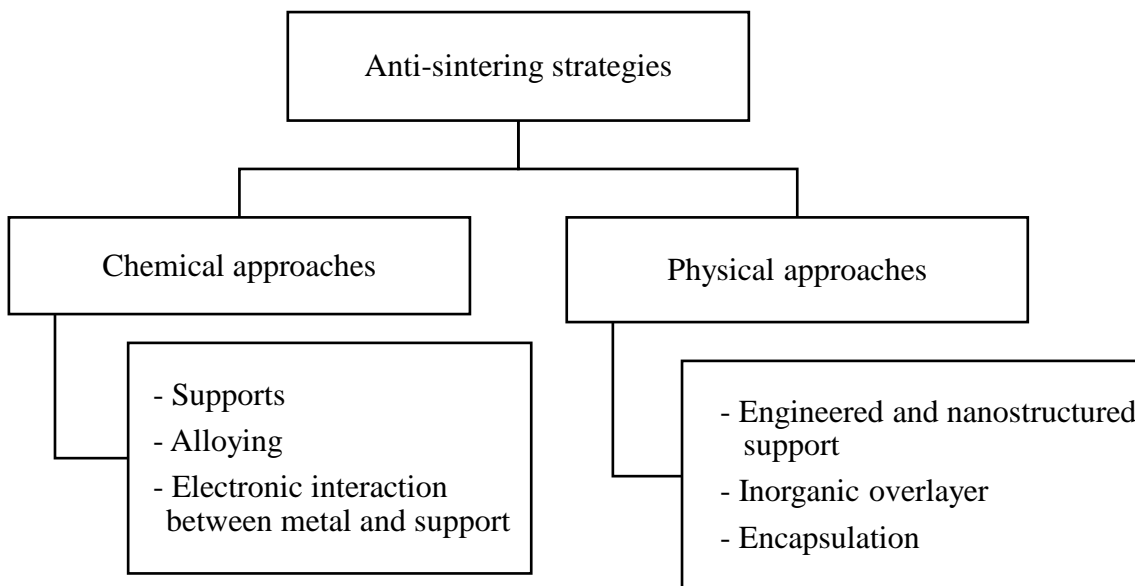 Anti-sintering strategies
Chemical approaches
Physical approaches
- Supports
- Alloying
- Electronic interaction
between metal and support
- Engineered and nanostructured
support
- Inorganic overlayer
- Encapsulation